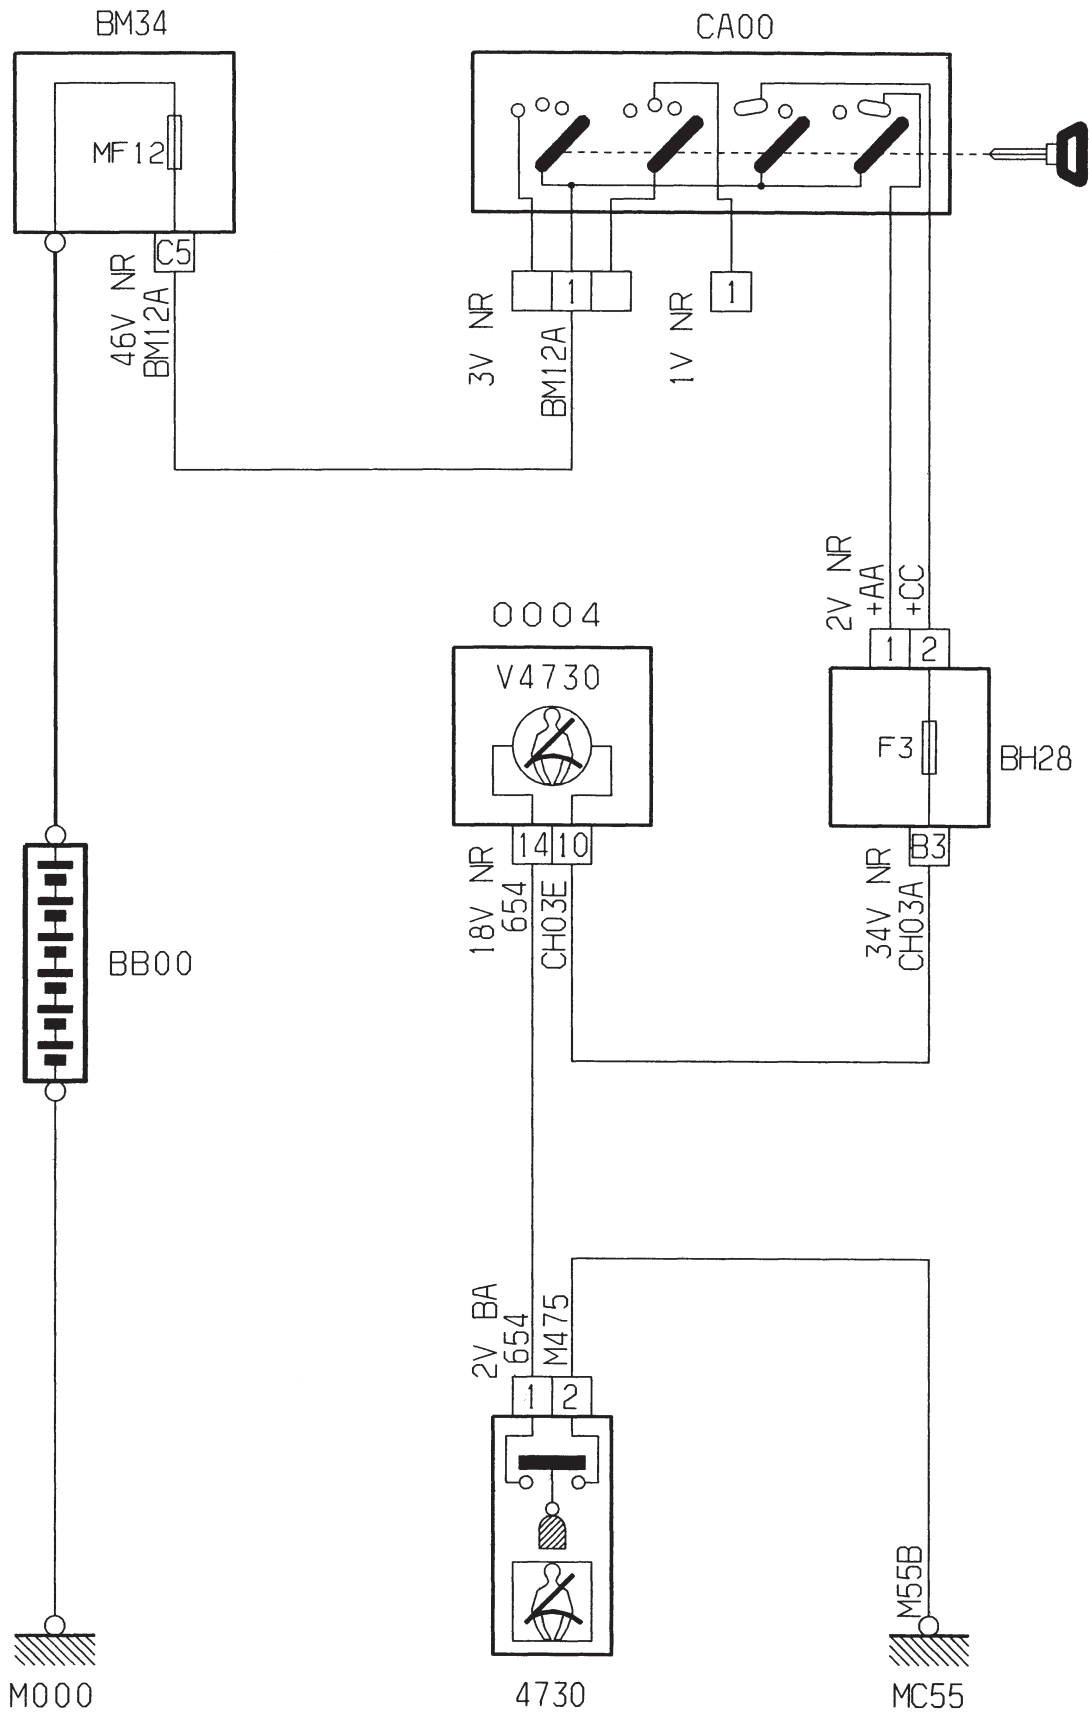 BM34
CA00
MF12
C5
46V NR
BM12A
3V NR
1
BM12A
1V NR
1
2V NR
+AA
+CC
1 2
0004
V4730
F3
BH28
14 10
B3
18V NR
654
CH03E
34V NR
CH03A
BB00
2V BA
654
M475
1 2
M55B
M000
4730
MC55